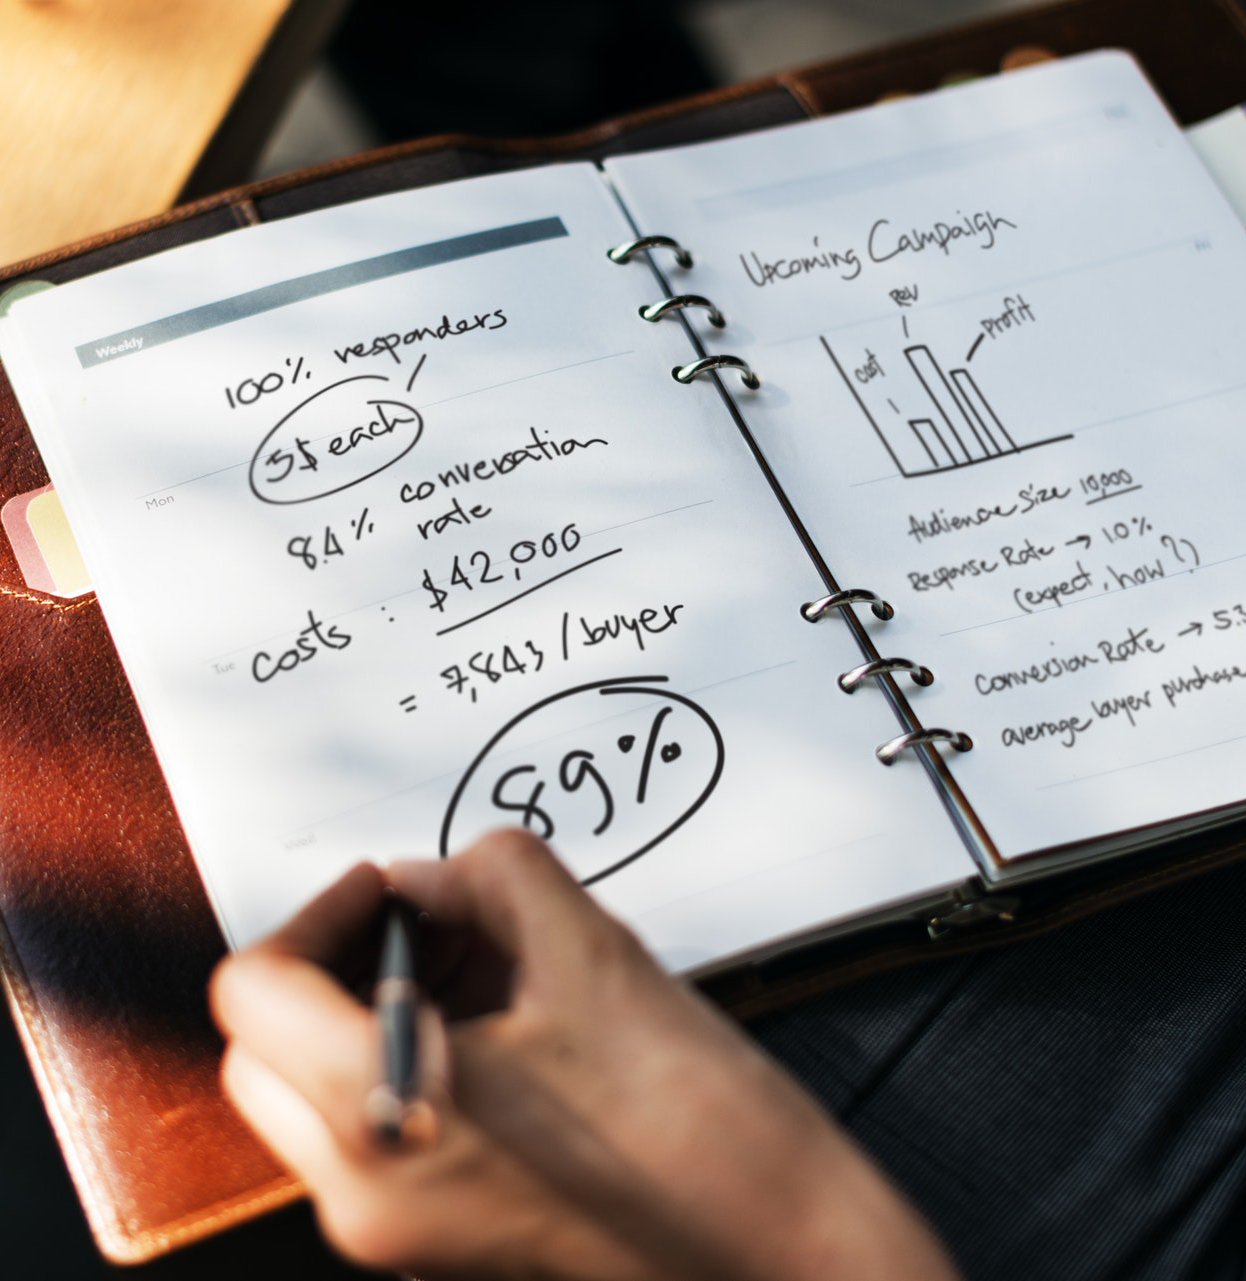 Weekly
100% responders
5$ each
8.4% conversation
rate
costs : $42,000
= 7,843 / buyer
89%
Mon
Tue
Wed
Upcoming Campaign
Rev
cost
profit
Audience Size 10,000
Response Rate → 1.0%
(expect, how?)
Conversion Rate → 5.3
average buyer purchase